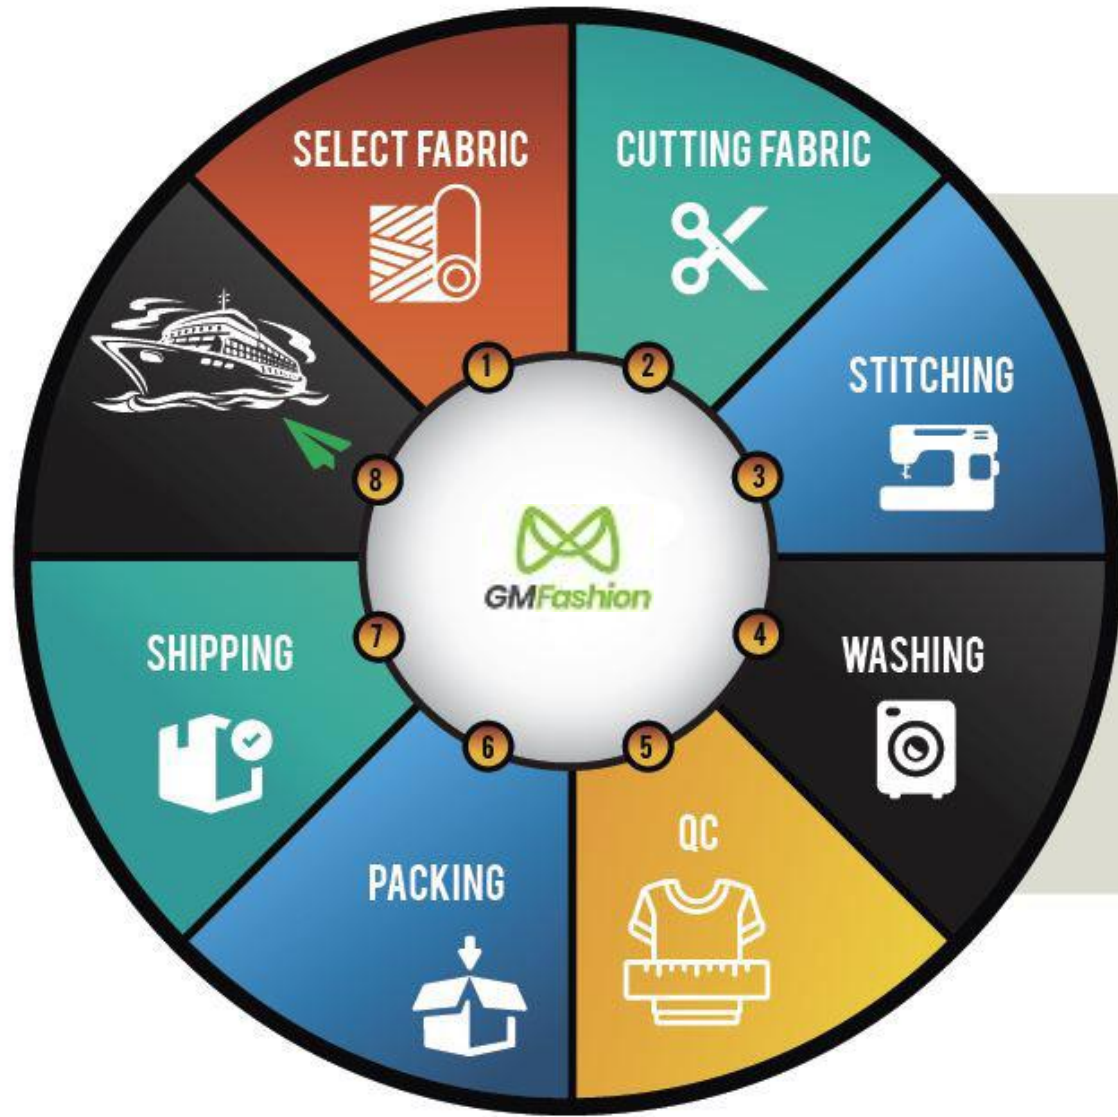 SELECT FABRIC
1
CUTTING FABRIC
2
STITCHING
3
WASHING
4
QC
5
PACKING
6
SHIPPING
7
8
GMFashion